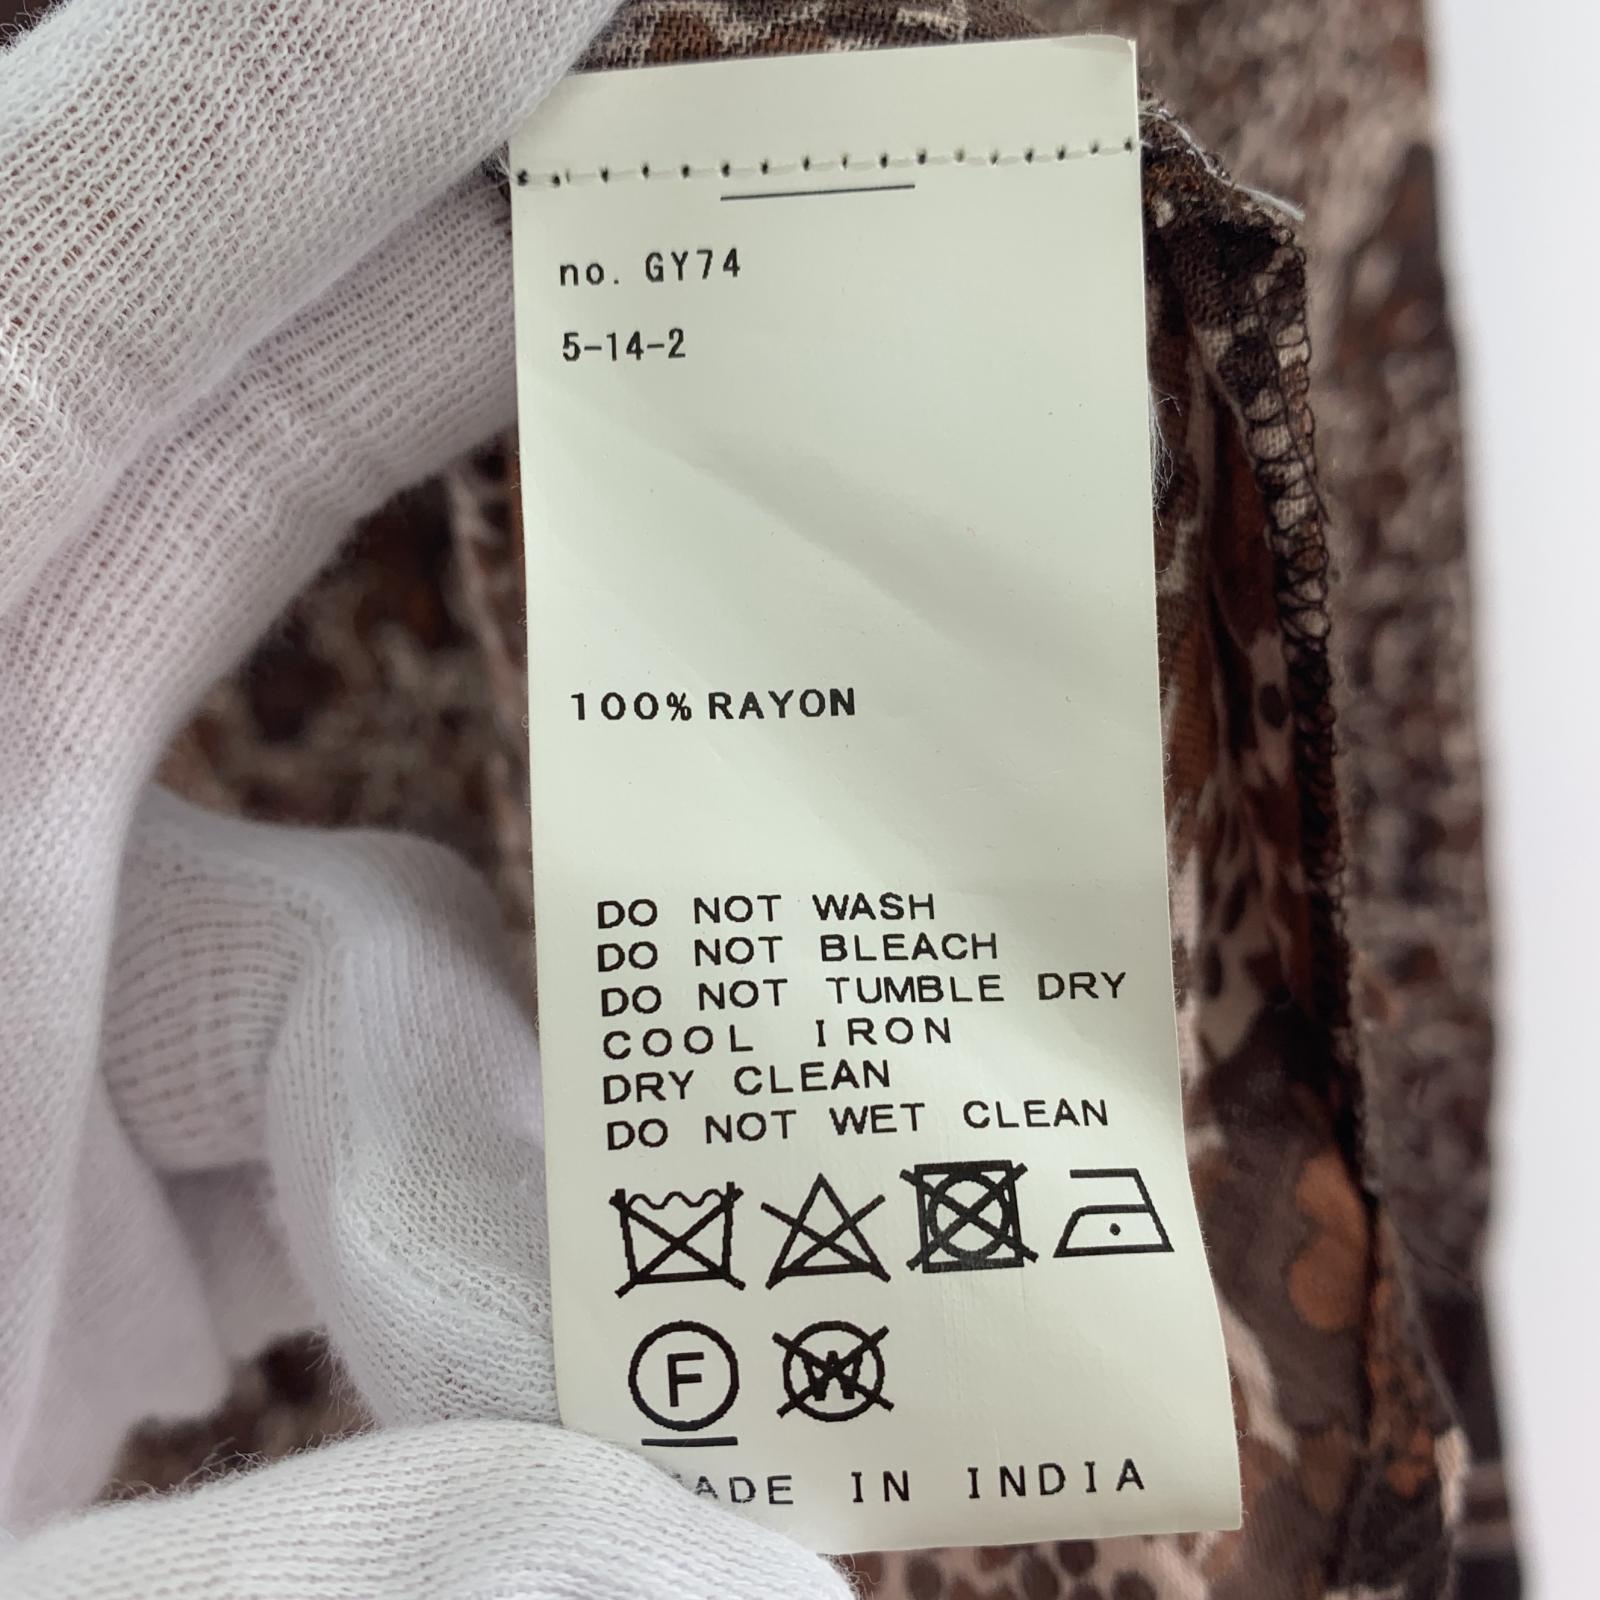 no. GY74
5-14-2
100% RAYON
DO NOT WASH
DO NOT BLEACH
DO NOT TUMBLE DRY
COOL IRON
DRY CLEAN
DO NOT WET CLEAN
F W
ADE IN INDIA